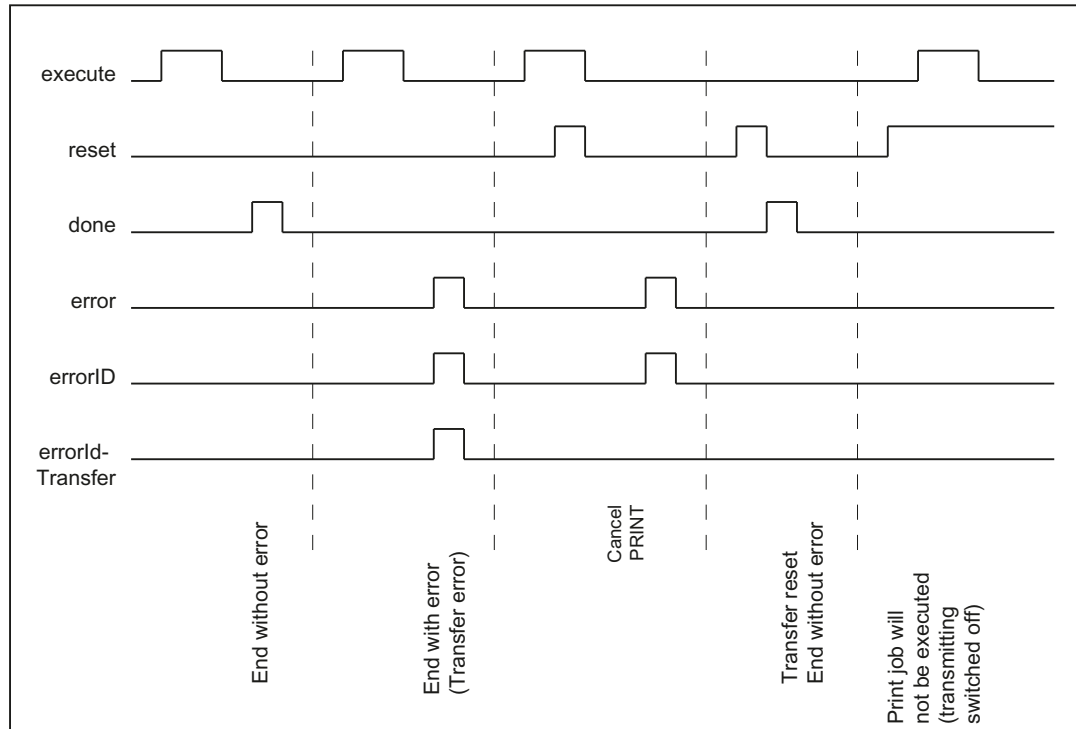 execute
reset
done
error
errorID
errorId-
Transfer
End without error
End with error
(Transfer error)
Cancel
PRINT
Transfer reset
End without error
Print job will
not be executed
(transmitting
switched off)